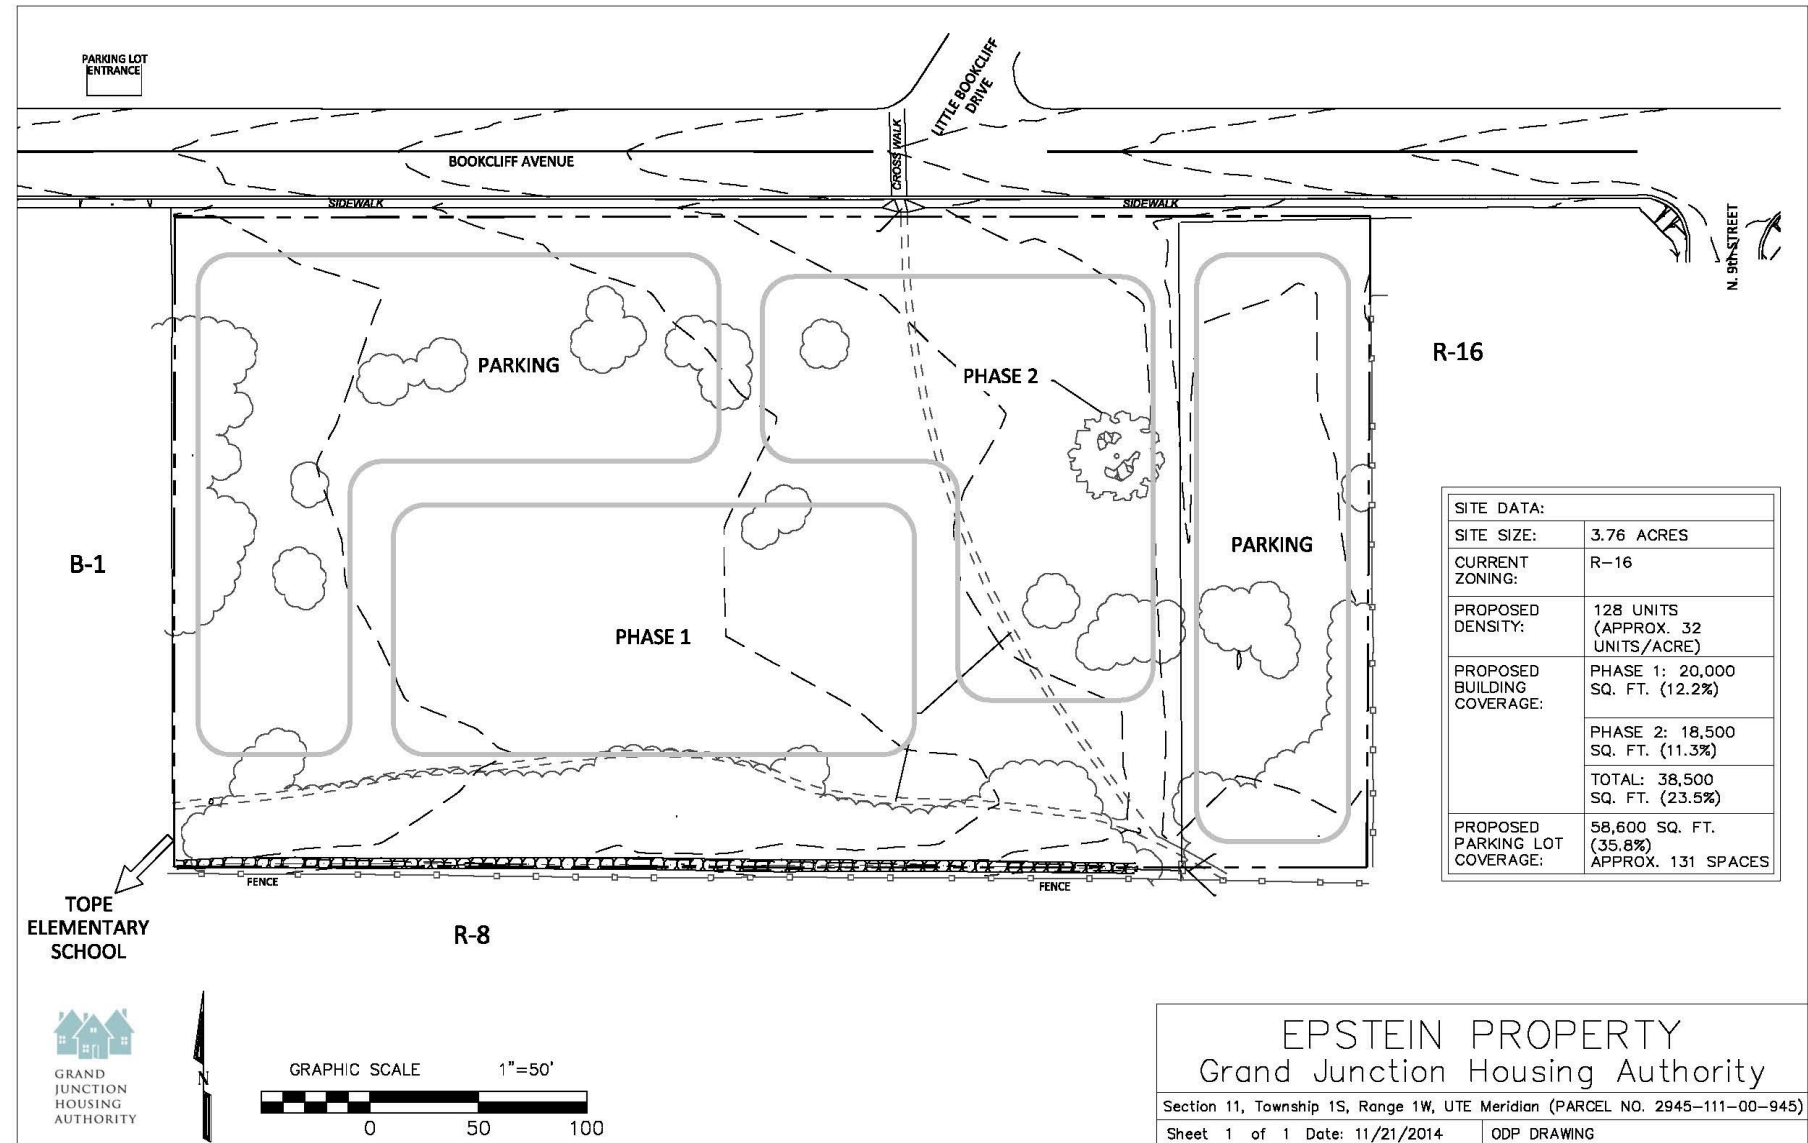 PARKING LOT
ENTRANCE
LITTLE BOOKCLIFF
DRIVE
CROSS WALK
BOOKCLIFF AVENUE
SIDEWALK
SIDEWALK
N. 9th STREET
PARKING
PHASE 2
R-16
B-1
PARKING
PHASE 1
SITE DATA:
SITE SIZE: 3.76 ACRES
CURRENT R-16
ZONING:
PROPOSED 128 UNITS
DENSITY: (APPROX. 32
UNITS/ACRE)
PROPOSED PHASE 1: 20,000
BUILDING SQ. FT. (12.2%)
COVERAGE:
PHASE 2: 18,500
SQ. FT. (11.3%)
TOTAL: 38,500
SQ. FT. (23.5%)
PROPOSED 58,600 SQ. FT.
PARKING LOT (35.8%)
COVERAGE: APPROX. 131 SPACES
FENCE
FENCE
TOPE
ELEMENTARY
SCHOOL
R-8
GRAND
JUNCTION
HOUSING
AUTHORITY
N
GRAPHIC SCALE 1"=50'
0 50 100
EPSTEIN PROPERTY
Grand Junction Housing Authority
Section 11, Township 1S, Range 1W, UTE Meridian (PARCEL NO. 2945-111-00-945)
Sheet 1 of 1 Date: 11/21/2014 ODP DRAWING